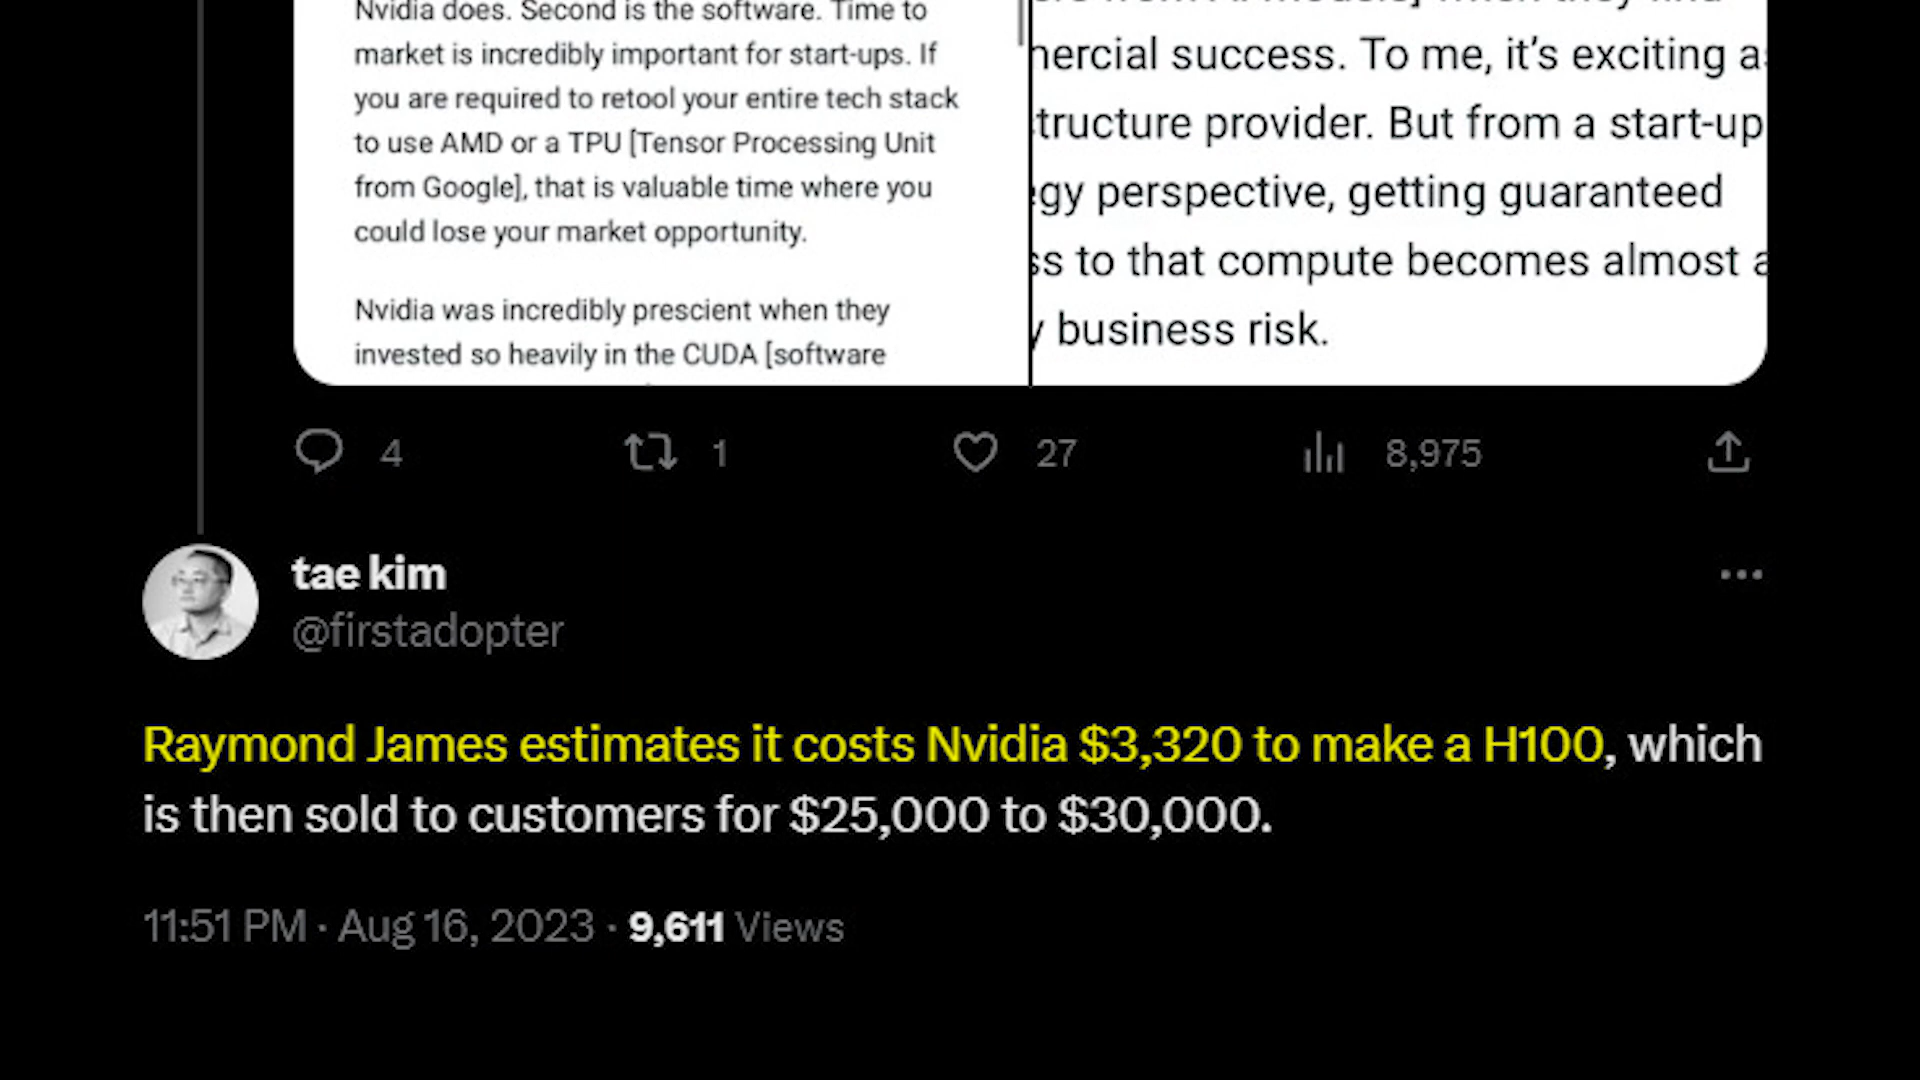 Nvidia does. Second is the software. Time to
market is incredibly important for start-ups. If
you are required to retool your entire tech stack
to use AMD or a TPU [Tensor Processing Unit
from Google], that is valuable time where you
could lose your market opportunity.
Nvidia was incredibly prescient when they
invested so heavily in the CUDA [software
success. To me, it’s exciting
provider. But from a start-up
perspective, getting guaranteed
to that compute becomes almost
business risk.
4 1 27 8,975
tae kim
@firstadopter
Raymond James estimates it costs Nvidia $3,320 to make a H100, which
is then sold to customers for $25,000 to $30,000.
11:51 PM · Aug 16, 2023 · 9,611 Views